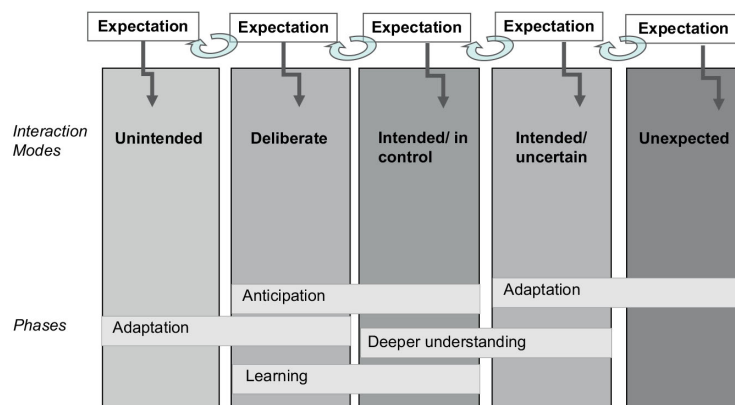 Expectation Expectation Expectation Expectation Expectation
Interaction
Modes
Unintended
Deliberate
Intended/ in
control
Intended/
uncertain
Unexpected
Phases
Anticipation
Adaptation
Adaptation
Deeper understanding
Learning